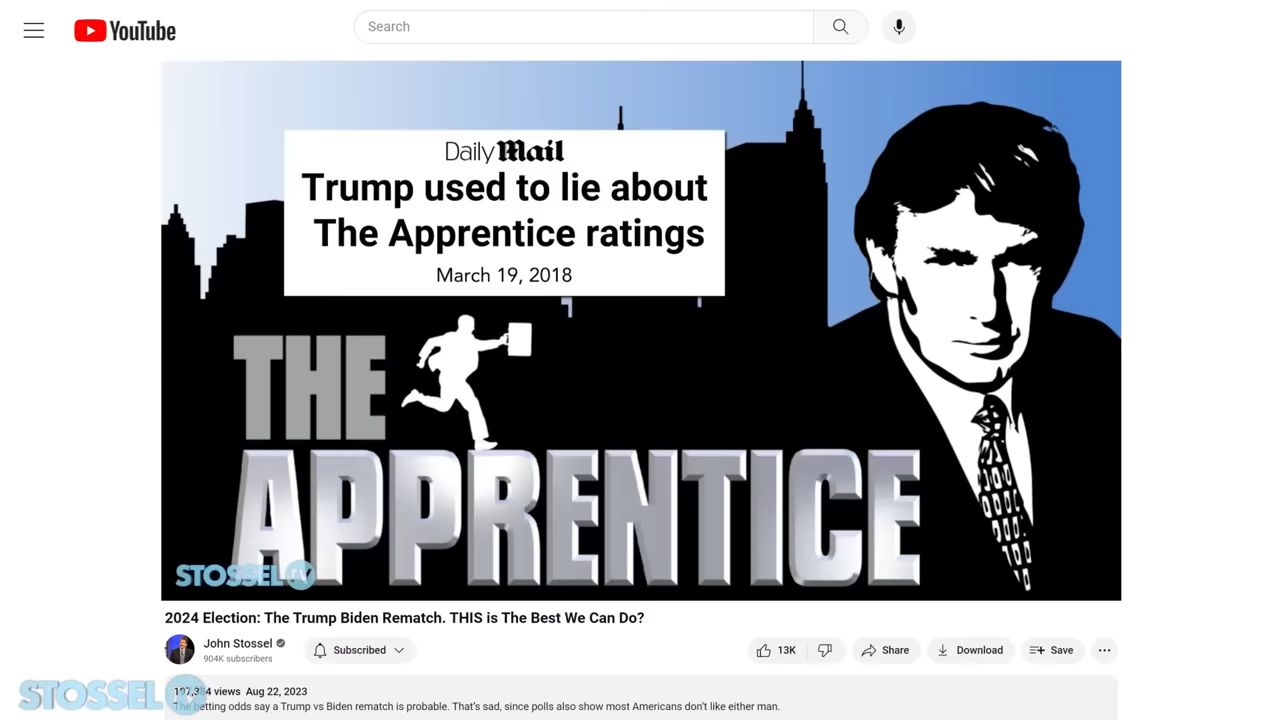 YouTube
Search
Daily Mail
Trump used to lie about
The Apprentice ratings
March 19, 2018
THE
APPRENTICE
STOSSEL TV
2024 Election: The Trump Biden Rematch. THIS is The Best We Can Do?
John Stossel
904K subscribers
Subscribed
13K
Share
Download
Save
views Aug 22, 2023
The betting odds say a Trump vs Biden rematch is probable. That's sad, since polls also show most Americans don't like either man.
STOSSEL TV